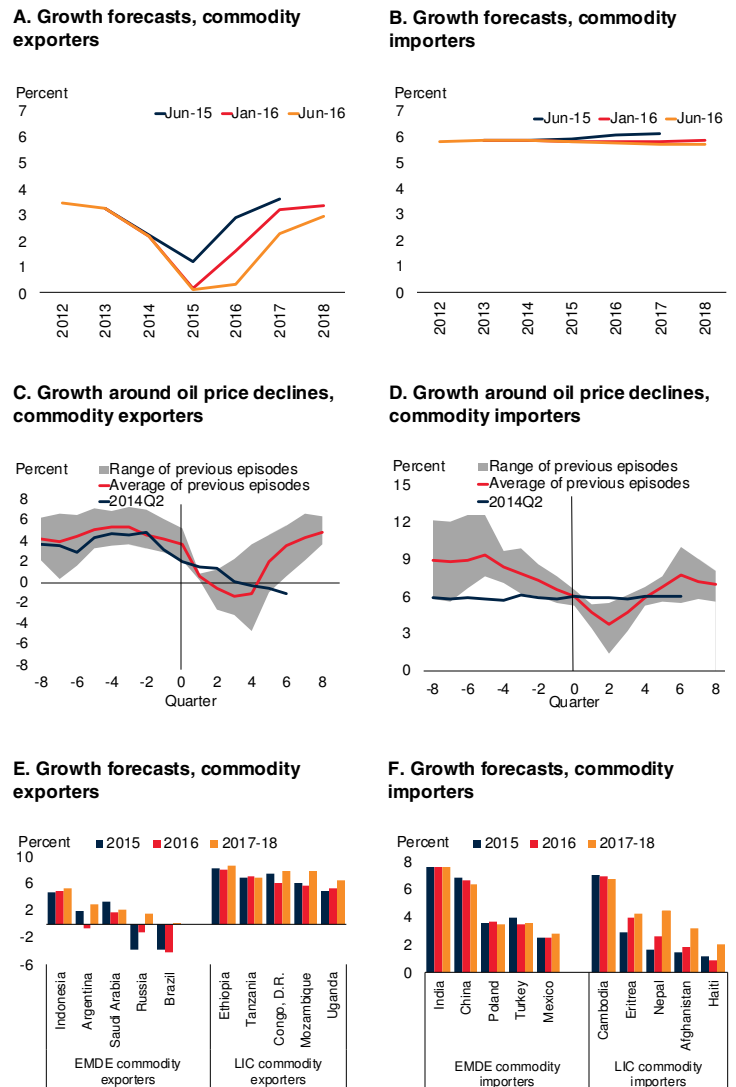 A. Growth forecasts, commodity
exporters
Percent
7
6
5
4
3
2
1
0
Jun-15 Jan-16 Jun-16
2012 2013 2014 2015 2016 2017 2018
B. Growth forecasts, commodity
importers
Percent
7
6
5
4
3
2
1
0
Jun-15 Jan-16 Jun-16
2012 2013 2014 2015 2016 2017 2018
C. Growth around oil price declines,
commodity exporters
Percent
Range of previous episodes
Average of previous episodes
2014Q2
8
6
4
2
0
-2
-4
-6
-8
-8 -6 -4 -2 0 2 4 6 8
Quarter
D. Growth around oil price declines,
commodity importers
Percent
Range of previous episodes
Average of previous episodes
2014Q2
15
12
9
6
3
0
-8 -6 -4 -2 0 2 4 6 8
Quarter
E. Growth forecasts, commodity
exporters
Percent 2015 2016 2017-18
10
6
2
-2
-6
Indonesia Argentina Saudi Arabia Russia Brazil Ethiopia Tanzania Congo, D.R. Mozambique Uganda
EMDE commodity LIC commodity
exporters exporters
F. Growth forecasts, commodity
importers
Percent 2015 2016 2017-18
8
6
4
2
0
India China Poland Turkey Mexico Cambodia Eritrea Nepal Afghanistan Haiti
EMDE commodity LIC commodity
importers importers